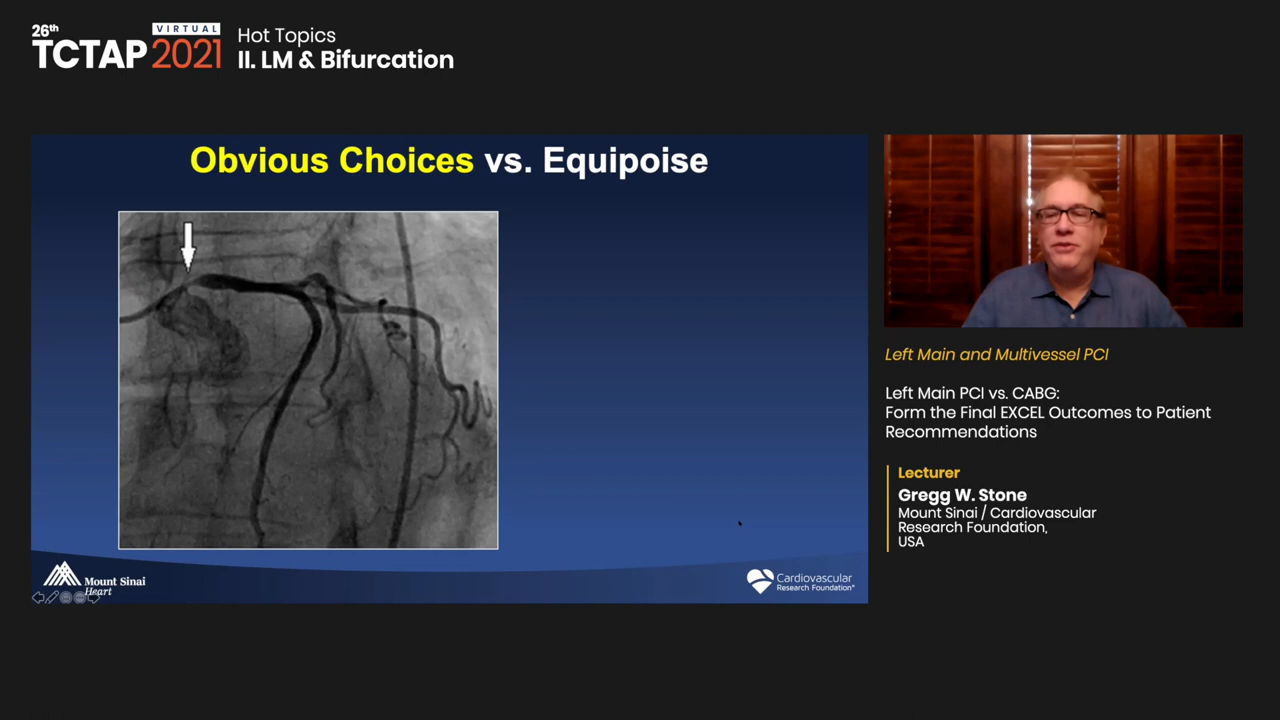 26th
VIRTUAL
TCTAP 2021
Hot Topics
II. LM & Bifurcation
Obvious Choices vs. Equipoise
Mount Sinai
Heart
Cardiovascular
Research Foundation®
Left Main and Multivessel PCI
Left Main PCI vs. CABG:
Form the Final EXCEL Outcomes to Patient
Recommendations
Lecturer
Gregg W. Stone
Mount Sinai / Cardiovascular
Research Foundation,
USA